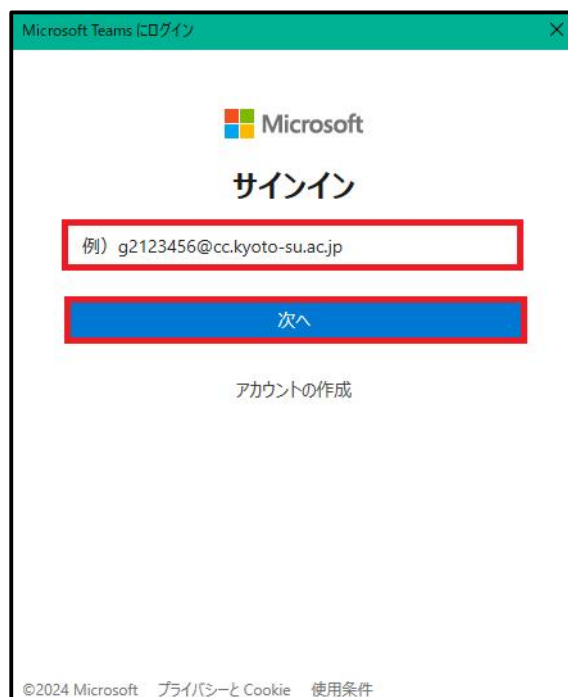 Microsoft Teams にログイン
Microsoft
サインイン
例）g2123456@cc.kyoto-su.ac.jp
次へ
アカウントの作成
©2024 Microsoft プライバシーと Cookie 使用条件